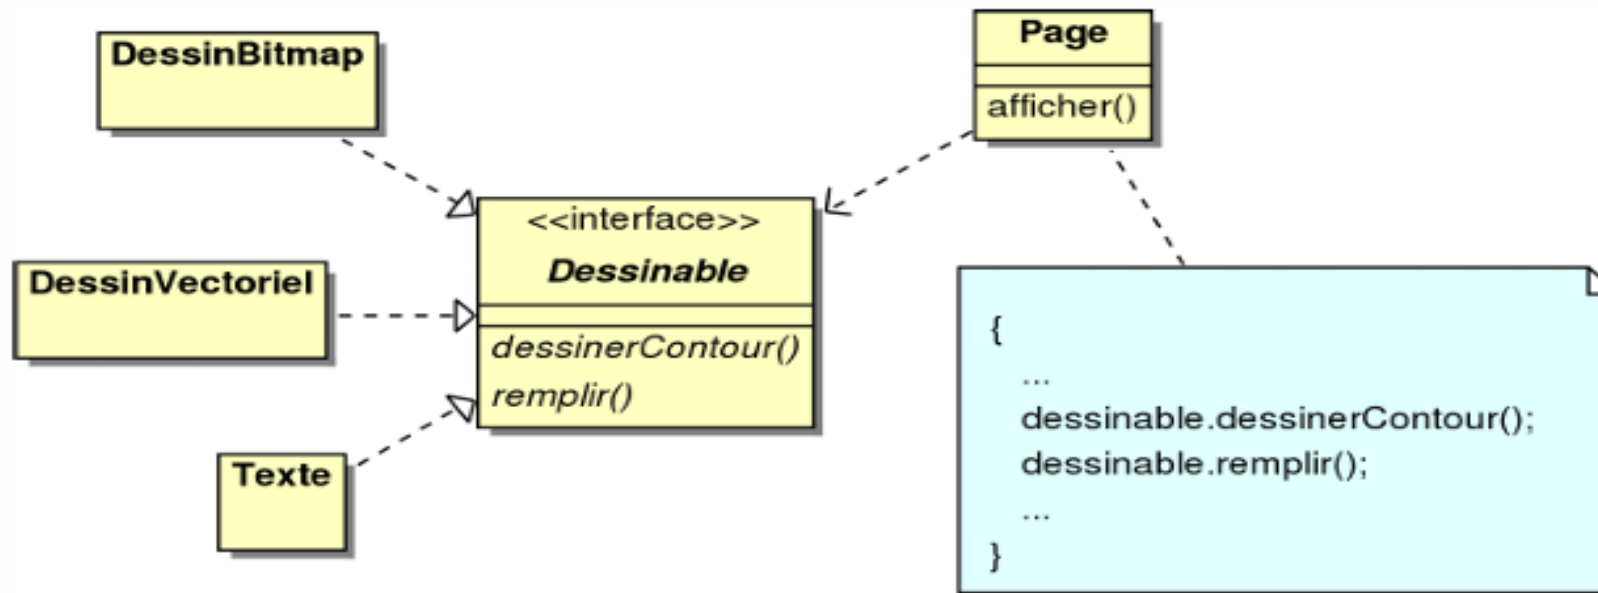 DessinBitmap
Page
afficher()
<<interface>>
Dessinable
dessinerContour()
remplir()
DessinVectoriel
Texte
{
...
dessinable.dessinerContour();
dessinable.remplir();
...
}